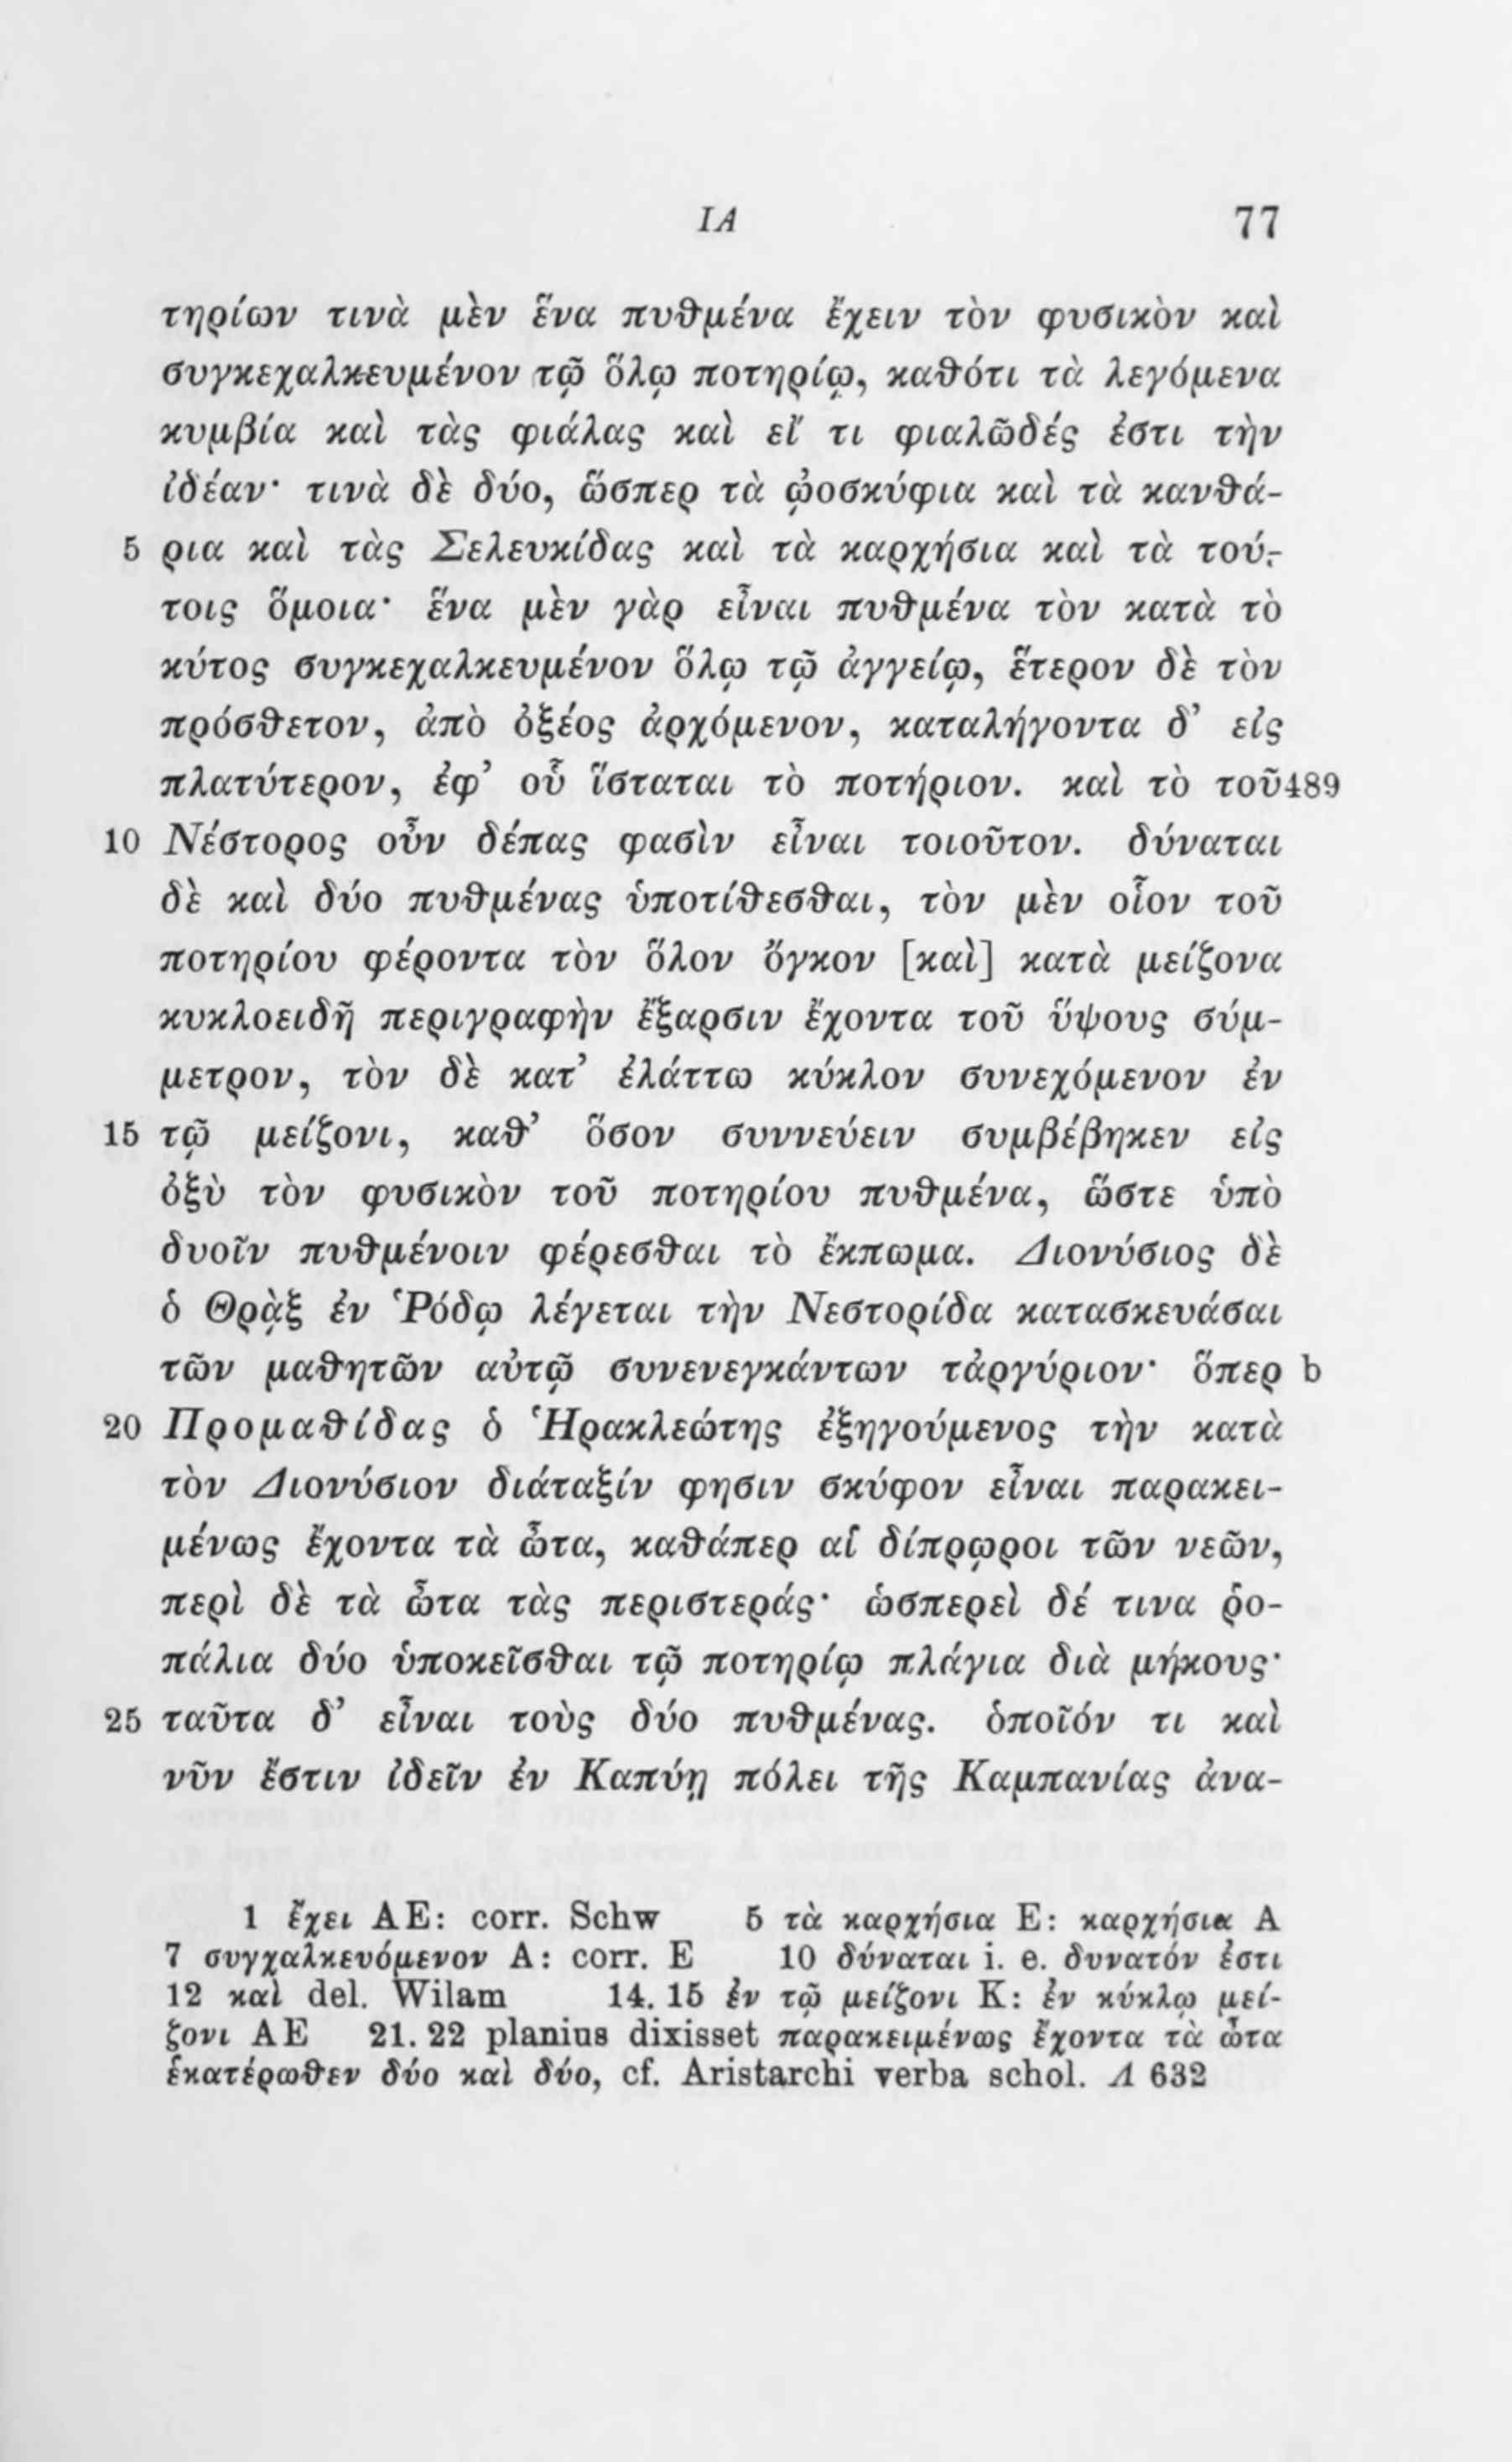 ΙΑ 77
τηρίων τινὰ μὲν ἕνα πυθμένα ἔχειν τὸν φυσικὸν καὶ
συγκεχαλκευμένον τῷ ὅλῳ ποτηρίῳ, καθότι τὰ λεγόμενα
κυμβία καὶ τὰς φιάλας καὶ εἴ τι φιαλῶδές ἐστι τὴν
ἰδέαν· τινὰ δὲ δύο, ὥσπερ τὰ ᾠοσκύφια καὶ τὰ κανθά-
5 ρια καὶ τὰς Σελευκίδας καὶ τὰ καρχήσια καὶ τὰ τού-
τοις ὅμοια· ἕνα μὲν γὰρ εἶναι πυθμένα τὸν κατὰ τὸ
κύτος συγκεχαλκευμένον ὅλῳ τῷ ἀγγείῳ, ἕτερον δὲ τὸν
πρόσθετον, ἀπὸ ὀξέος ἀρχόμενον, καταλήγοντα δ’ εἰς
πλατύτερον, ἐφ’ οὗ ἵσταται τὸ ποτήριον. καὶ τὸ τοῦ 489
10 Νέστορος οὖν δέπας φασὶν εἶναι τοιοῦτον. δύναται
δὲ καὶ δύο πυθμένας ὑποτίθεσθαι, τὸν μὲν οἷον τοῦ
ποτηρίου φέροντα τὸν ὅλον ὄγκον [καὶ] κατὰ μείζονα
κυκλοειδῆ περιγραφὴν ἔξαρσιν ἔχοντα τοῦ ὕψους σύμ-
μετρον, τὸν δὲ κατ’ ἐλάττω κύκλον συνεχόμενον ἐν
15 τῷ μείζονι, καθ’ ὅσον συννεύειν συμβέβηκεν εἰς
ὀξὺ τὸν φυσικὸν τοῦ ποτηρίου πυθμένα, ὥστε ὑπὸ
δυοῖν πυθμένοιν φέρεσθαι τὸ ἔκπωμα. Διονύσιος δὲ
ὁ Θρᾲξ ἐν Ῥόδῳ λέγεται τὴν Νεστορίδα κατασκευάσαι
τῶν μαθητῶν αὐτῷ συνενεγκάντων τἀργύριον· ὅπερ b
20 Προμαθίδας ὁ Ἡρακλεώτης ἐξηγούμενος τὴν κατὰ
τὸν Διονύσιον διάταξίν φησιν σκύφον εἶναι παρακει-
μένως ἔχοντα τὰ ὦτα, καθάπερ αἱ δίπρῳροι τῶν νεῶν,
περὶ δὲ τὰ ὦτα τὰς περιστεράς· ὡσπερεὶ δέ τινα ῥο-
πάλια δύο ὑποκεῖσθαι τῷ ποτηρίῳ πλάγια διὰ μήκους·
25 ταῦτα δ’ εἶναι τοὺς δύο πυθμένας. ὁποῖόν τι καὶ
νῦν ἔστιν ἰδεῖν ἐν Καπύῃ πόλει τῆς Καμπανίας ἀνα-
1 ἔχει AE: corr. Schw 5 τὰ καρχήσια E: καρχήσια A
7 συγχαλκευόμενον A: corr. E 10 δύναται i. e. δυνατόν ἐστι
12 καὶ del. Wilam 14. 15 ἐν τῷ μείζονι K: ἐν κύκλῳ μεί-
ζονι AE 21. 22 planius dixisset παρακειμένως ἔχοντα τὰ ὦτα
ἑκατέρωθεν δύο καὶ δύο, cf. Aristarchi verba schol. Λ 632